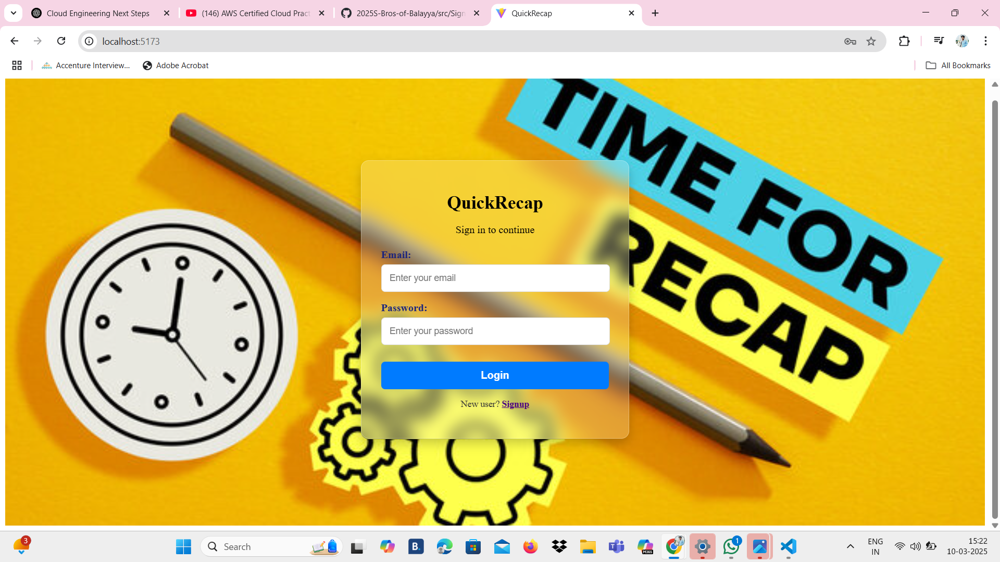 Cloud Engineering Next Steps
(146) AWS Certified Cloud Pract
2025S-Bros-of-Balayya/src/Sign
QuickRecap
localhost:5173
Accenture Interview...
Adobe Acrobat
All Bookmarks
TIME FOR
RECAP
QuickRecap
Sign in to continue
Email:
Enter your email
Password:
Enter your password
Login
New user? Signup
3
Search
B.
M365
1
ENG
IN
15:22
10-03-2025